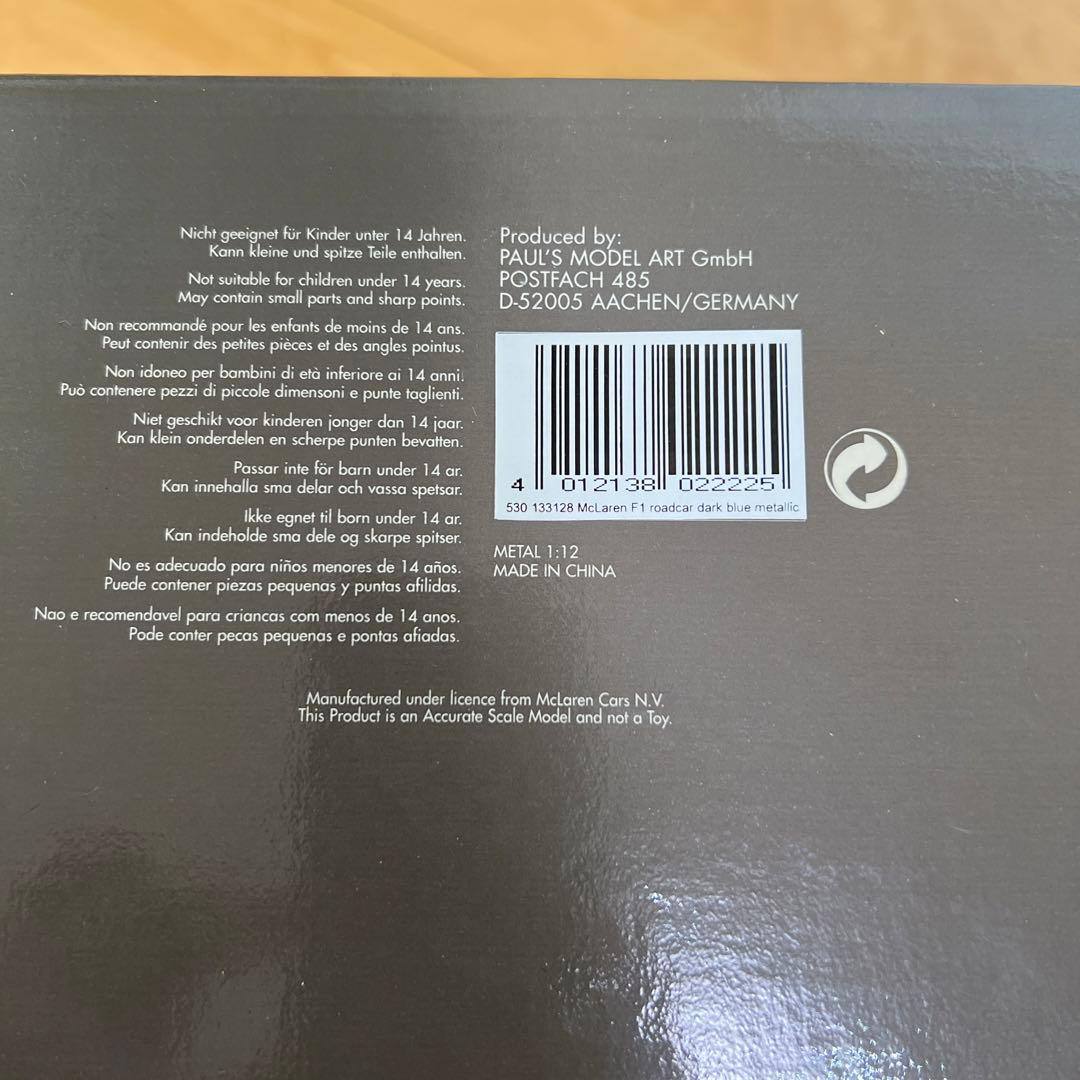 Nicht geeignet für Kinder unter 14 Jahren.
Kann kleine und spitze Teile enthalten.
Not suitable for children under 14 years.
May contain small parts and sharp points.
Non recommandé pour les enfants de moins de 14 ans.
Peut contenir des petites pièces et des angles pointus.
Non idoneo per bambini di età inferiore ai 14 anni.
Può contenere pezzi di piccole dimensoni e punte taglienti.
Niet geschikt voor kinderen jonger dan 14 jaar.
Kan klein onderdelen en scherpe punten bevatten.
Passar inte för barn under 14 ar.
Kan innehalla sma delar och vassa spetsar.
Ikke egnet til born under 14 ar.
Kan indeholde sma dele og skarpe spitser.
No es adecuado para niños menores de 14 años.
Puede contener piezas pequenas y puntas afilidas.
Nao e recomendavel para criancas com menos de 14 anos.
Pode conter pecas pequenas e pontas afiadas.
Produced by:
PAUL'S MODEL ART GmbH
POSTFACH 485
D-52005 AACHEN/GERMANY
4 012138 022225
530 133128 McLaren F1 roadcar dark blue metallic
METAL 1:12
MADE IN CHINA
Manufactured under licence from McLaren Cars N.V.
This Product is an Accurate Scale Model and not a Toy.